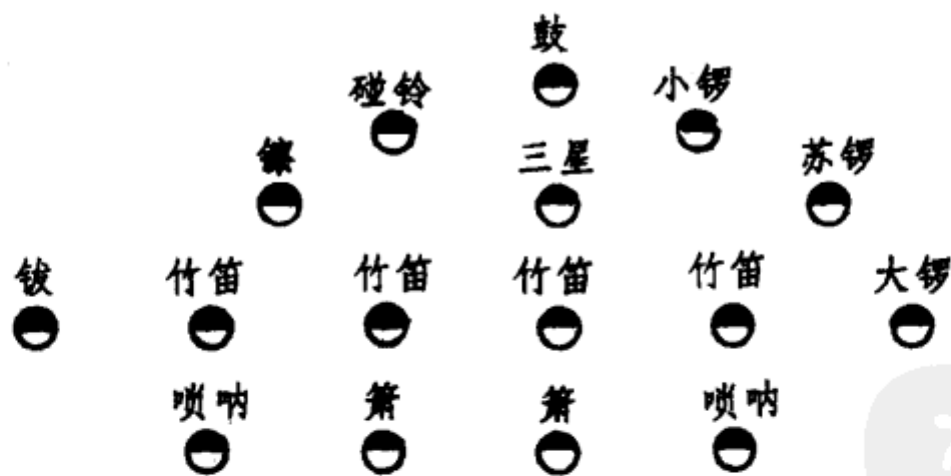 鼓
碰铃 小锣
镲 三星 苏锣
钹 竹笛 竹笛 竹笛 竹笛 大锣
唢呐 箫 箫 唢呐